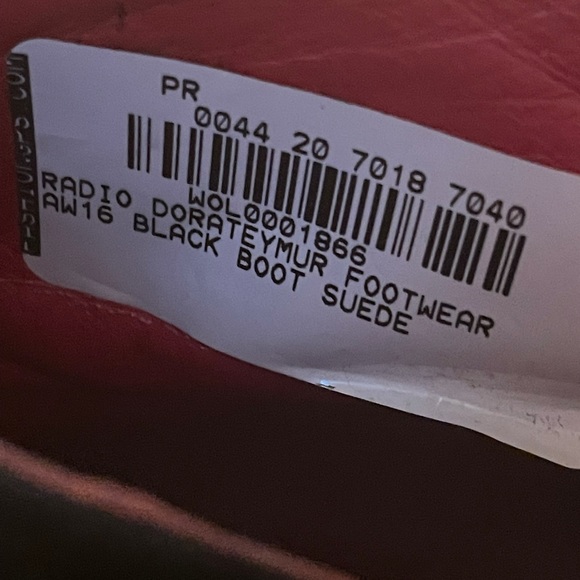 PR
0044 20 7018 7040
WOL0001866
RADIO DORATEYMUR FOOTWEAR
AW16 BLACK BOOT SUEDE